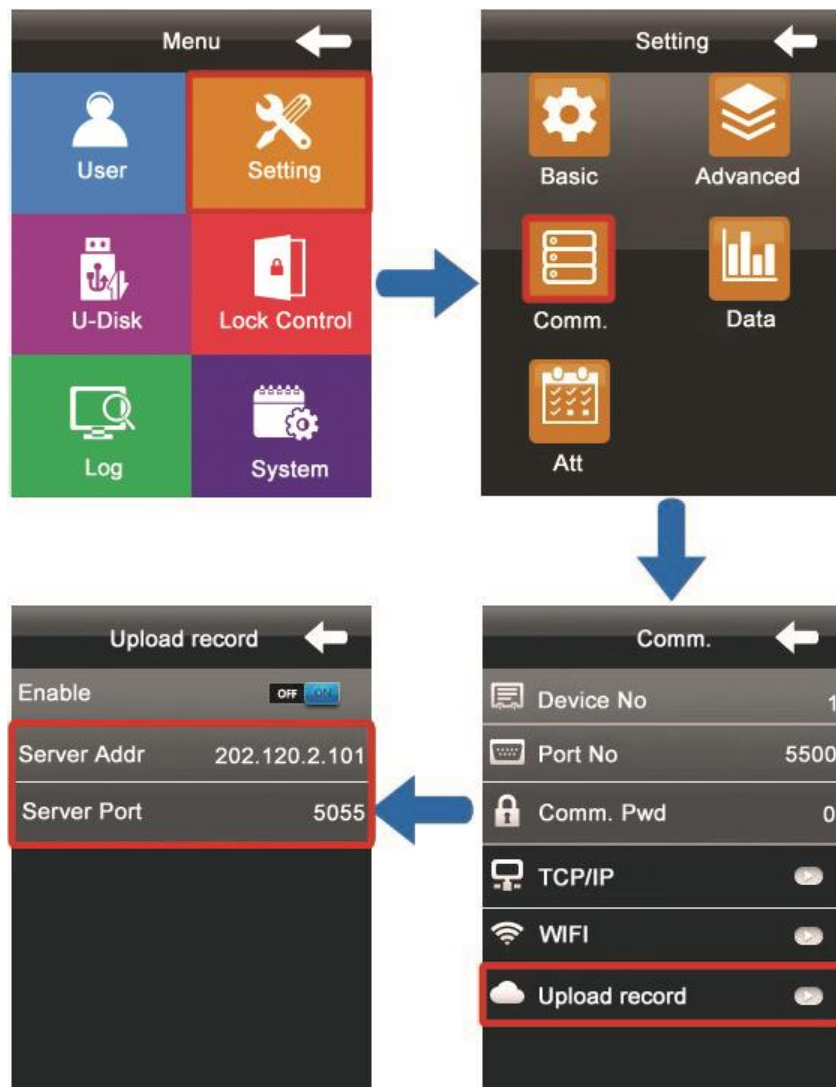 Menu
User
Setting
U-Disk
Lock Control
Log
System
Setting
Basic
Advanced
Comm.
Data
Att
Comm.
Device No 1
Port No 5500
Comm. Pwd 0
TCP/IP
WIFI
Upload record
Upload record
Enable OFF ON
Server Addr 202.120.2.101
Server Port 5055